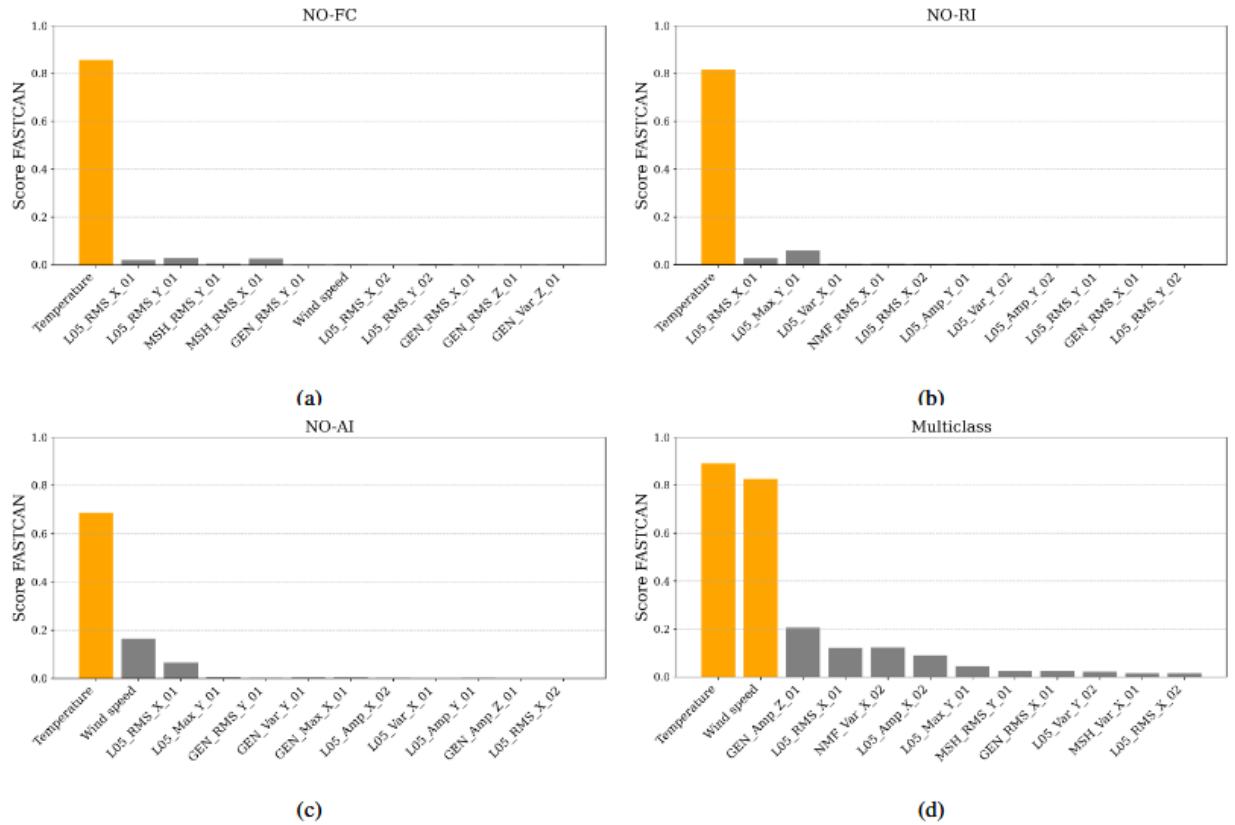 NO-FC
Score FASTCAN
1.0
0.8
0.6
0.4
0.2
0.0
Temperature
L05_RMS_X_01
L05_RMS_Y_01
MSH_RMS_Y_01
MSH_RMS_X_01
GEN_RMS_Y_01
Wind speed
L05_RMS_X_02
L05_RMS_Y_02
GEN_RMS_X_01
GEN_RMS_Z_01
GEN_Var_Z_01
(a)
NO-RI
Score FASTCAN
1.0
0.8
0.6
0.4
0.2
0.0
Temperature
L05_RMS_X_01
L05_Max_Y_01
L05_Var_X_01
NMF_RMS_X_01
L05_RMS_X_02
L05_Amp_Y_01
L05_Var_Y_02
L05_Amp_Y_02
L05_RMS_Y_01
GEN_RMS_X_01
L05_RMS_Y_02
(b)
NO-AI
Score FASTCAN
1.0
0.8
0.6
0.4
0.2
0.0
Temperature
Wind speed
L05_RMS_X_01
L05_Max_Y_01
GEN_RMS_Y_01
GEN_Var_Y_01
GEN_Max_X_01
L05_Amp_X_02
L05_Var_X_01
L05_Amp_Y_01
GEN_Amp_Z_01
L05_RMS_X_02
(c)
Multiclass
Score FASTCAN
1.0
0.8
0.6
0.4
0.2
0.0
Temperature
Wind speed
GEN_Amp_Z_01
L05_RMS_X_01
NMF_Var_X_02
L05_Amp_X_02
L05_Max_Y_01
MSH_RMS_Y_01
GEN_RMS_X_01
L05_Var_Y_02
MSH_Var_X_01
L05_RMS_X_02
(d)